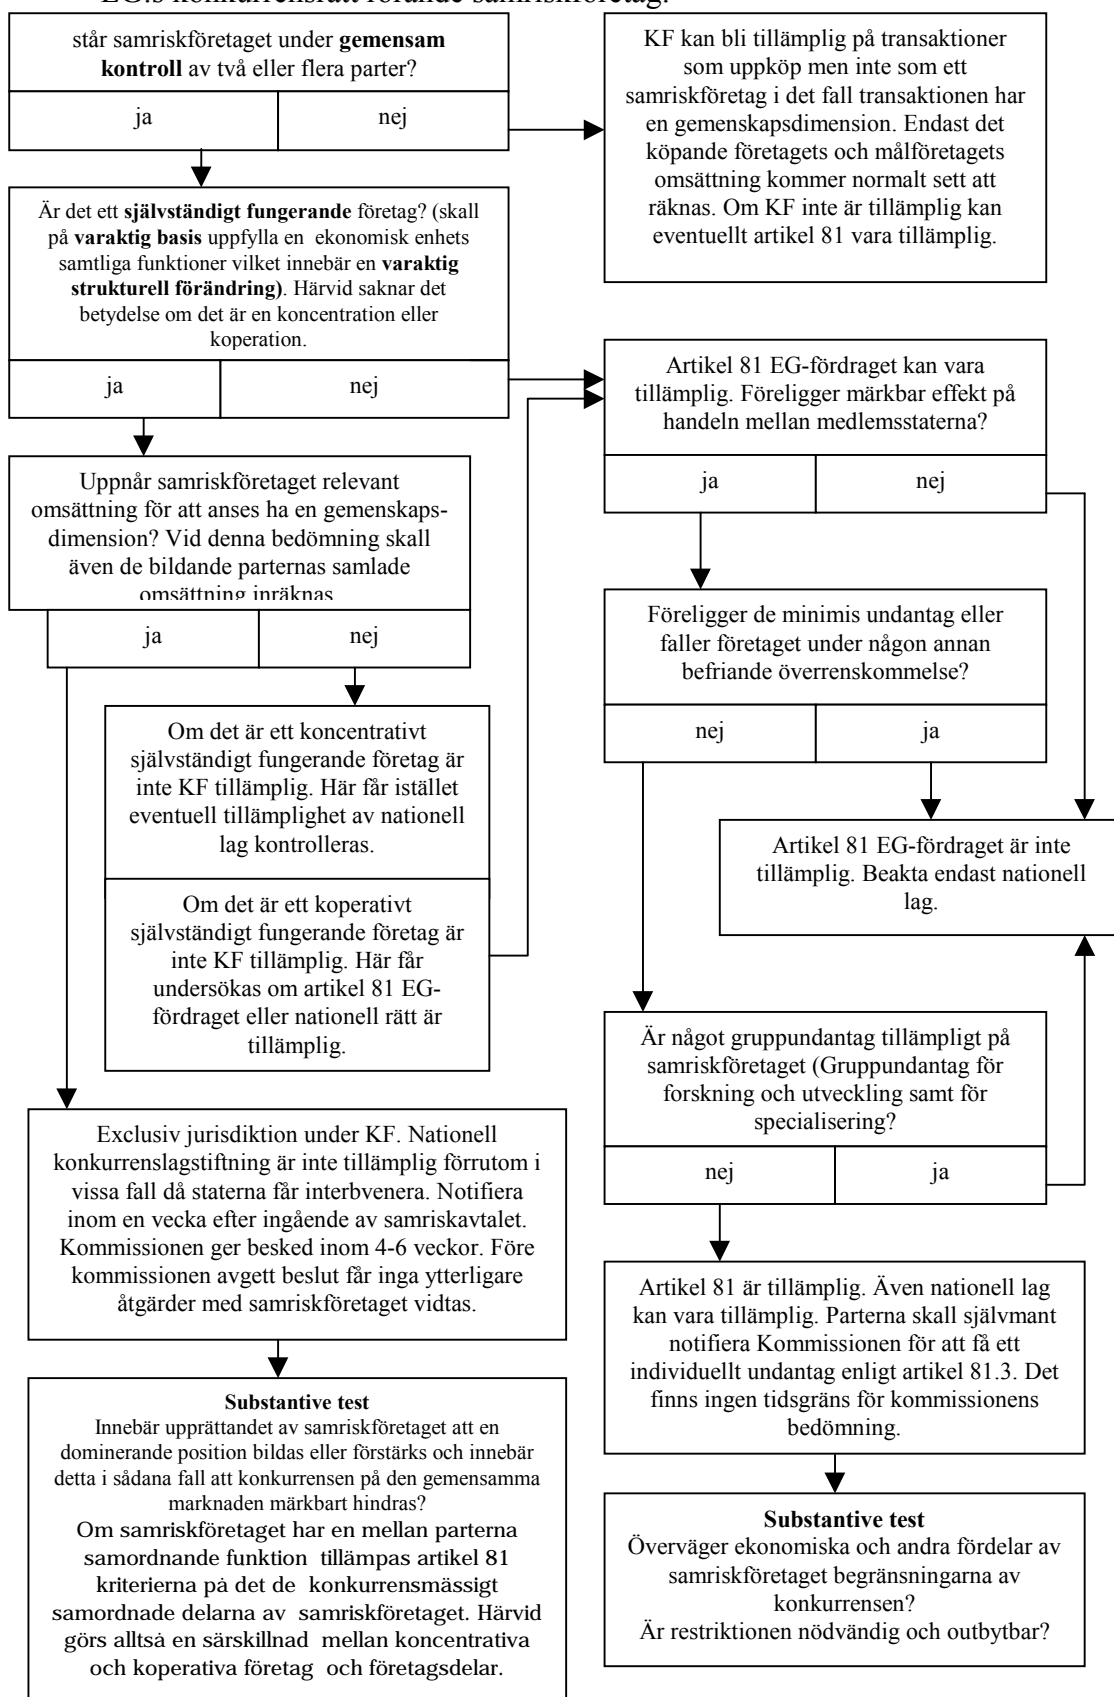 EG:s konkurrensrätt rörande samriskföretag.
står samriskföretaget under gemensam
kontroll av två eller flera parter?
ja
nej
KF kan bli tillämplig på transaktioner
som uppköp men inte som ett
samriskföretag i det fall transaktionen har
en gemenskapsdimension. Endast det
köpande företagets och målföretagets
omsättning kommer normalt sett att
räknas. Om KF inte är tillämplig kan
eventuellt artikel 81 vara tillämplig.
Är det ett självständigt fungerande företag? (skall
på varaktig basis uppfylla en ekonomisk enhets
samtliga funktioner vilket innebär en varaktig
strukturell förändring). Härvid saknar det
betydelse om det är en koncentration eller
koperation.
ja
nej
Artikel 81 EG-fördraget kan vara
tillämplig. Föreligger märkbar effekt på
handeln mellan medlemsstaterna?
ja
nej
Uppnår samriskföretaget relevant
omsättning för att anses ha en gemenskaps-
dimension? Vid denna bedömning skall
även de bildande parternas samlade
omsättning inräknas
ja
nej
Föreligger de minimis undantag eller
faller företaget under någon annan
befriande överrenskommelse?
nej
ja
Om det är ett koncentrativt
självständigt fungerande företag är
inte KF tillämplig. Här får istället
eventuell tillämplighet av nationell
lag kontrolleras.
Artikel 81 EG-fördraget är inte
tillämplig. Beakta endast nationell
lag.
Om det är ett koperativt
självständigt fungerande företag är
inte KF tillämplig. Här får
undersökas om artikel 81 EG-
fördraget eller nationell rätt är
tillämplig.
Är något gruppundantag tillämpligt på
samriskföretaget (Gruppundantag för
forskning och utveckling samt för
specialisering?
nej
ja
Exclusiv jurisdiktion under KF. Nationell
konkurrenslagstiftning är inte tillämplig förrutom i
vissa fall då staterna får interbvenera. Notifiera
inom en vecka efter ingående av samriskavtalet.
Kommissionen ger besked inom 4-6 veckor. Före
kommissionen avgett beslut får inga ytterligare
åtgärder med samriskföretaget vidtas.
Artikel 81 är tillämplig. Även nationell lag
kan vara tillämplig. Parterna skall självmant
notifiera Kommissionen för att få ett
individuellt undantag enligt artikel 81.3. Det
finns ingen tidsgräns för kommissionens
bedömning.
Substantive test
Innebär upprättandet av samriskföretaget att en
dominerande position bildas eller förstärks och innebär
detta i sådana fall att konkurrensen på den gemensamma
marknaden märkbart hindras?
Om samriskföretaget har en mellan parterna
samordnande funktion tillämpas artikel 81
kriterierna på det de konkurrensmässigt
samordnade delarna av samriskföretaget. Härvid
görs alltså en särskillnad mellan koncentrativa
och koperativa företag och företagsdelar.
Substantive test
Överväger ekonomiska och andra fördelar av
samriskföretaget begränsningarna av
konkurrensen?
Är restriktionen nödvändig och outbytbar?